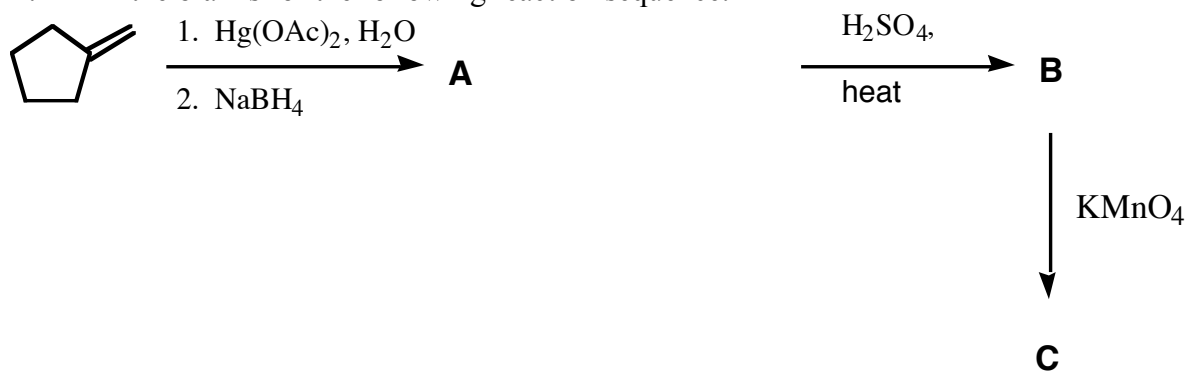 1. Hg(OAc)₂, H₂O
2. NaBH₄
A
H₂SO₄,
heat
B
KMnO₄
C